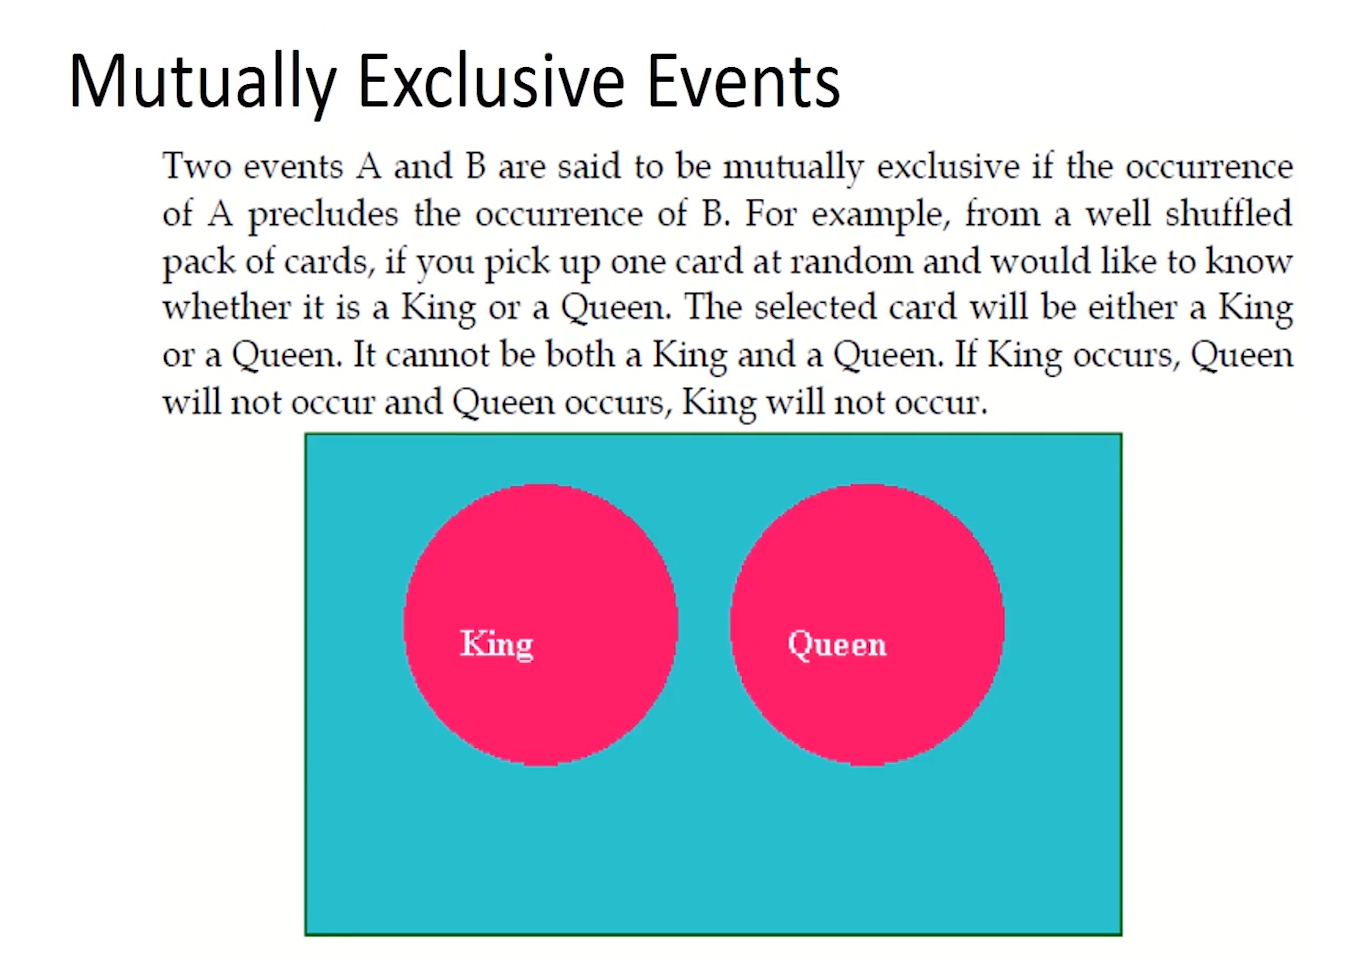 Mutually Exclusive Events
Two events A and B are said to be mutually exclusive if the occurrence
of A precludes the occurrence of B. For example, from a well shuffled
pack of cards, if you pick up one card at random and would like to know
whether it is a King or a Queen. The selected card will be either a King
or a Queen. It cannot be both a King and a Queen. If King occurs, Queen
will not occur and Queen occurs, King will not occur.
King
Queen